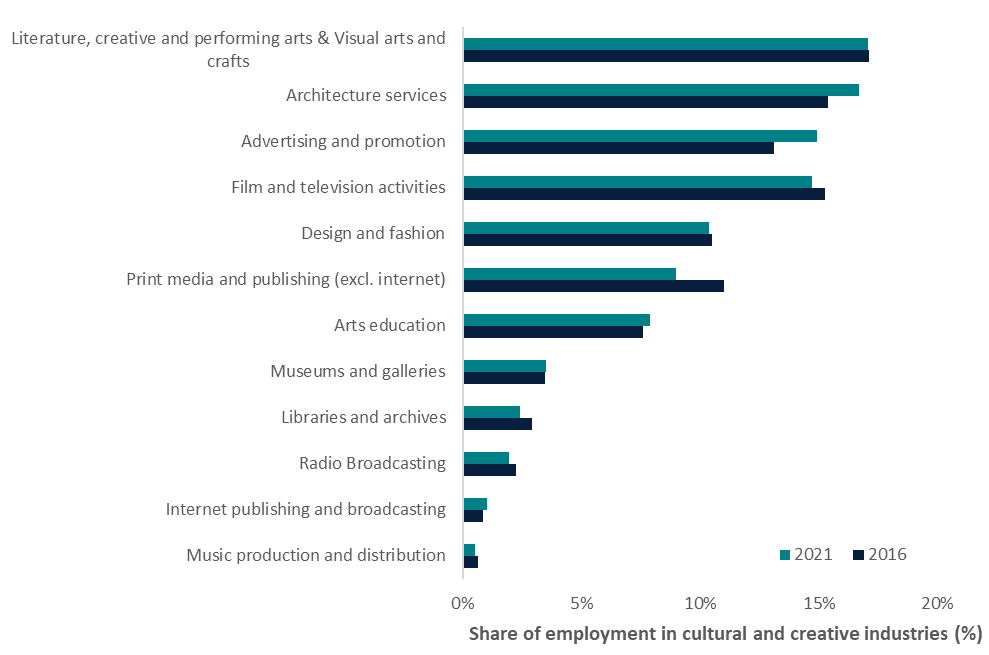 Literature, creative and performing arts & Visual arts and
crafts
Architecture services
Advertising and promotion
Film and television activities
Design and fashion
Print media and publishing (excl. internet)
Arts education
Museums and galleries
Libraries and archives
Radio Broadcasting
Internet publishing and broadcasting
Music production and distribution
2021 2016
0% 5% 10% 15% 20%
Share of employment in cultural and creative industries (%)